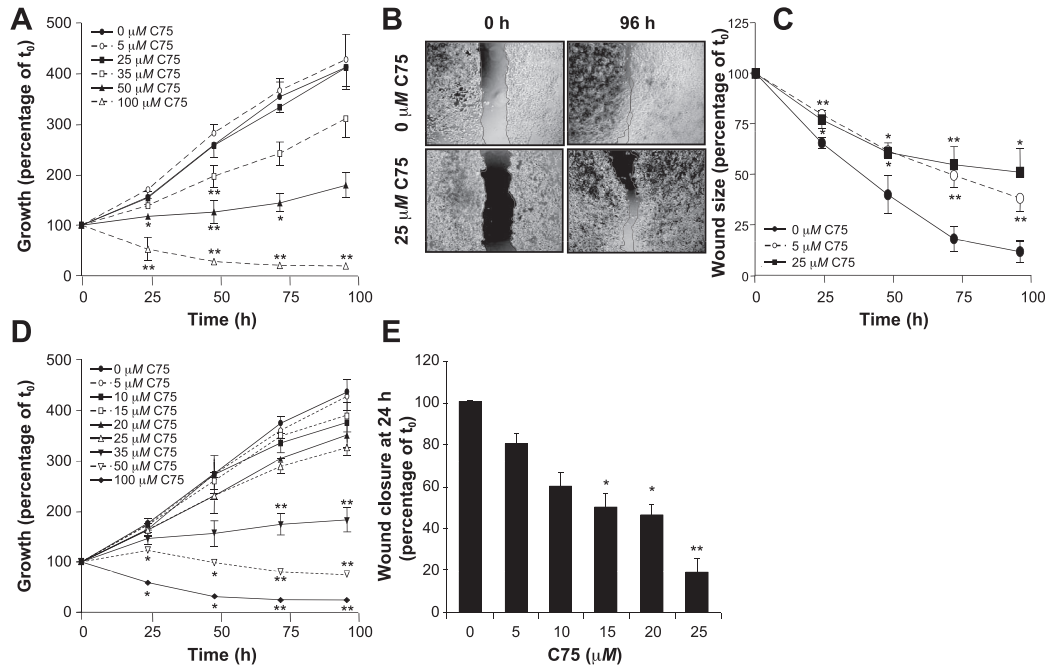 A
Growth (percentage of t₀)
500
400
300
200
100
0
0 μM C75
5 μM C75
25 μM C75
35 μM C75
50 μM C75
100 μM C75
**
*
**
*
**
**
**
**
0 25 50 75 100
Time (h)
B
0 h 96 h
0 μM C75
25 μM C75
C
Wound size (percentage of t₀)
125
100
75
50
25
0
**
*
*
*
**
**
*
**
0 μM C75
5 μM C75
25 μM C75
0 25 50 75 100
Time (h)
D
Growth (percentage of t₀)
500
400
300
200
100
0
0 μM C75
5 μM C75
10 μM C75
15 μM C75
20 μM C75
25 μM C75
35 μM C75
50 μM C75
100 μM C75
**
**
*
*
**
**
*
*
**
**
0 25 50 75 100
Time (h)
E
Wound closure at 24 h
(percentage of t₀)
120
100
80
60
40
20
0
*
*
**
0 5 10 15 20 25
C75 (μM)